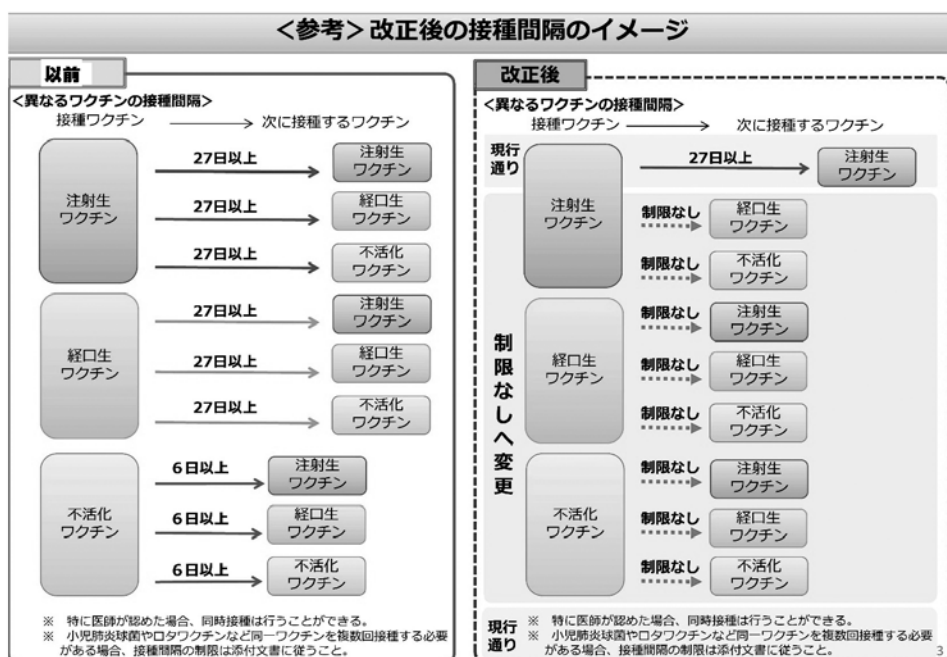 ＜参考＞改正後の接種間隔のイメージ
以前
＜異なるワクチンの接種間隔＞
接種ワクチン
次に接種するワクチン
注射生
ワクチン
27日以上
注射生
ワクチン
27日以上
経口生
ワクチン
27日以上
不活化
ワクチン
経口生
ワクチン
27日以上
注射生
ワクチン
27日以上
経口生
ワクチン
27日以上
不活化
ワクチン
不活化
ワクチン
6日以上
注射生
ワクチン
6日以上
経口生
ワクチン
6日以上
不活化
ワクチン
※　特に医師が認めた場合、同時接種は行うことができる。
※　小児肺炎球菌やロタワクチンなど同一ワクチンを複数回接種する必要
がある場合、接種間隔の制限は添付文書に従うこと。
改正後
＜異なるワクチンの接種間隔＞
接種ワクチン
次に接種するワクチン
現行
通り
注射生
ワクチン
27日以上
注射生
ワクチン
制限なしへ変更
制限なし
経口生
ワクチン
制限なし
不活化
ワクチン
経口生
ワクチン
制限なし
注射生
ワクチン
制限なし
経口生
ワクチン
制限なし
不活化
ワクチン
不活化
ワクチン
制限なし
注射生
ワクチン
制限なし
経口生
ワクチン
制限なし
不活化
ワクチン
現行
通り
※　特に医師が認めた場合、同時接種は行うことができる。
※　小児肺炎球菌やロタワクチンなど同一ワクチンを複数回接種する必要
がある場合、接種間隔の制限は添付文書に従うこと。
3